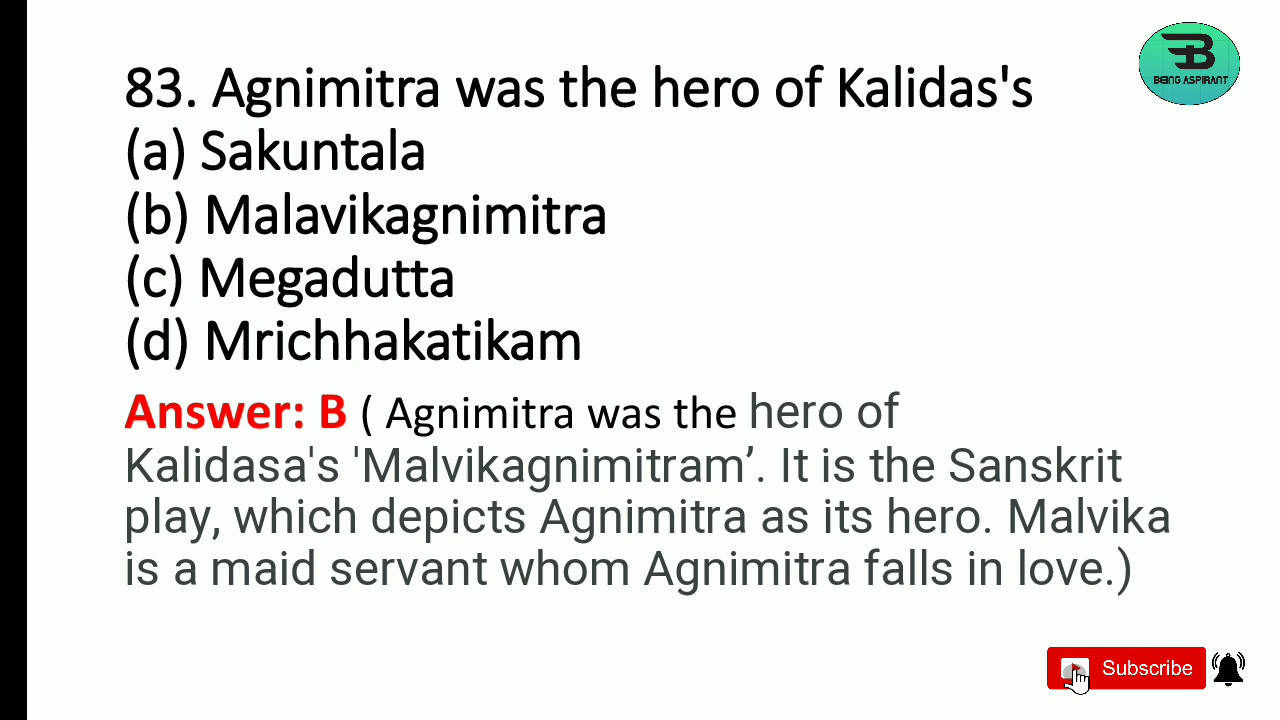 83. Agnimitra was the hero of Kalidas's
(a) Sakuntala
(b) Malavikagnimitra
(c) Megadutta
(d) Mrichhakatikam
Answer: B ( Agnimitra was the hero of
Kalidasa's 'Malvikagnimitram’. It is the Sanskrit
play, which depicts Agnimitra as its hero. Malvika
is a maid servant whom Agnimitra falls in love.)
BEING ASPIRANT
Subscribe